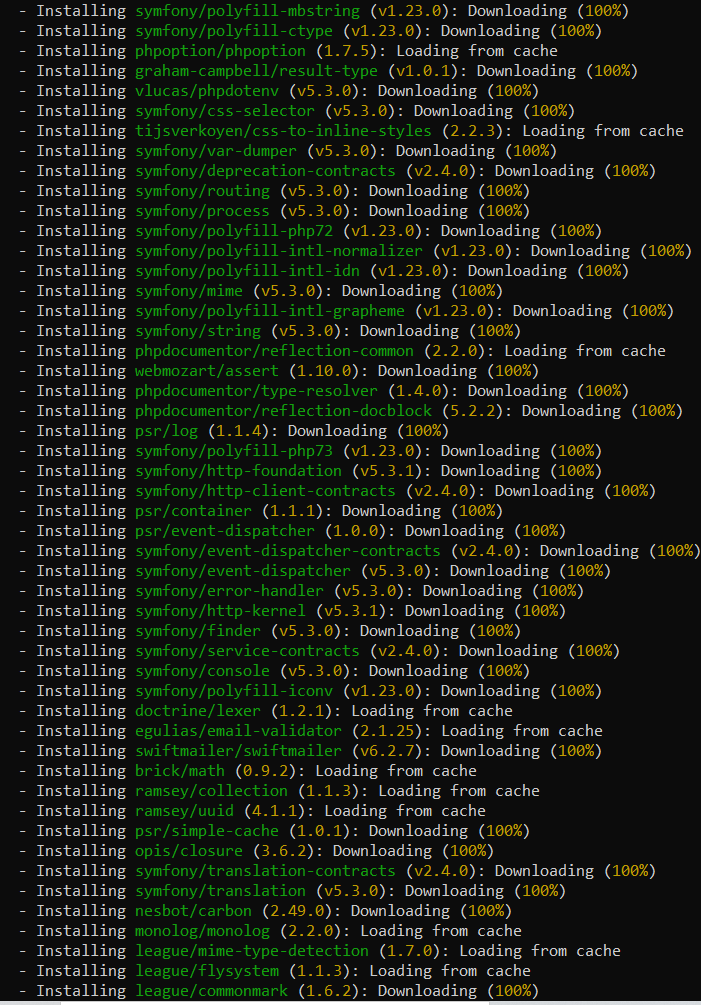 - Installing symfony/polyfill-mbstring (v1.23.0): Downloading (100%)
- Installing symfony/polyfill-ctype (v1.23.0): Downloading (100%)
- Installing phpoption/phpoption (1.7.5): Loading from cache
- Installing graham-campbell/result-type (v1.0.1): Downloading (100%)
- Installing vlucas/phpdotenv (v5.3.0): Downloading (100%)
- Installing symfony/css-selector (v5.3.0): Downloading (100%)
- Installing tijsverkoyen/css-to-inline-styles (2.2.3): Loading from cache
- Installing symfony/var-dumper (v5.3.0): Downloading (100%)
- Installing symfony/deprecation-contracts (v2.4.0): Downloading (100%)
- Installing symfony/routing (v5.3.0): Downloading (100%)
- Installing symfony/process (v5.3.0): Downloading (100%)
- Installing symfony/polyfill-php72 (v1.23.0): Downloading (100%)
- Installing symfony/polyfill-intl-normalizer (v1.23.0): Downloading (100%)
- Installing symfony/polyfill-intl-idn (v1.23.0): Downloading (100%)
- Installing symfony/mime (v5.3.0): Downloading (100%)
- Installing symfony/polyfill-intl-grapheme (v1.23.0): Downloading (100%)
- Installing symfony/string (v5.3.0): Downloading (100%)
- Installing phpdocumentor/reflection-common (2.2.0): Loading from cache
- Installing webmozart/assert (1.10.0): Downloading (100%)
- Installing phpdocumentor/type-resolver (1.4.0): Downloading (100%)
- Installing phpdocumentor/reflection-docblock (5.2.2): Downloading (100%)
- Installing psr/log (1.1.4): Downloading (100%)
- Installing symfony/polyfill-php73 (v1.23.0): Downloading (100%)
- Installing symfony/http-foundation (v5.3.1): Downloading (100%)
- Installing symfony/http-client-contracts (v2.4.0): Downloading (100%)
- Installing psr/container (1.1.1): Downloading (100%)
- Installing psr/event-dispatcher (1.0.0): Downloading (100%)
- Installing symfony/event-dispatcher-contracts (v2.4.0): Downloading (100%)
- Installing symfony/event-dispatcher (v5.3.0): Downloading (100%)
- Installing symfony/error-handler (v5.3.0): Downloading (100%)
- Installing symfony/http-kernel (v5.3.1): Downloading (100%)
- Installing symfony/finder (v5.3.0): Downloading (100%)
- Installing symfony/service-contracts (v2.4.0): Downloading (100%)
- Installing symfony/console (v5.3.0): Downloading (100%)
- Installing symfony/polyfill-iconv (v1.23.0): Downloading (100%)
- Installing doctrine/lexer (1.2.1): Loading from cache
- Installing egulias/email-validator (2.1.25): Loading from cache
- Installing swiftmailer/swiftmailer (v6.2.7): Downloading (100%)
- Installing brick/math (0.9.2): Loading from cache
- Installing ramsey/collection (1.1.3): Loading from cache
- Installing ramsey/uuid (4.1.1): Loading from cache
- Installing psr/simple-cache (1.0.1): Downloading (100%)
- Installing opis/closure (3.6.2): Downloading (100%)
- Installing symfony/translation-contracts (v2.4.0): Downloading (100%)
- Installing symfony/translation (v5.3.0): Downloading (100%)
- Installing nesbot/carbon (2.49.0): Downloading (100%)
- Installing monolog/monolog (2.2.0): Loading from cache
- Installing league/mime-type-detection (1.7.0): Loading from cache
- Installing league/flysystem (1.1.3): Loading from cache
- Installing league/commonmark (1.6.2): Downloading (100%)